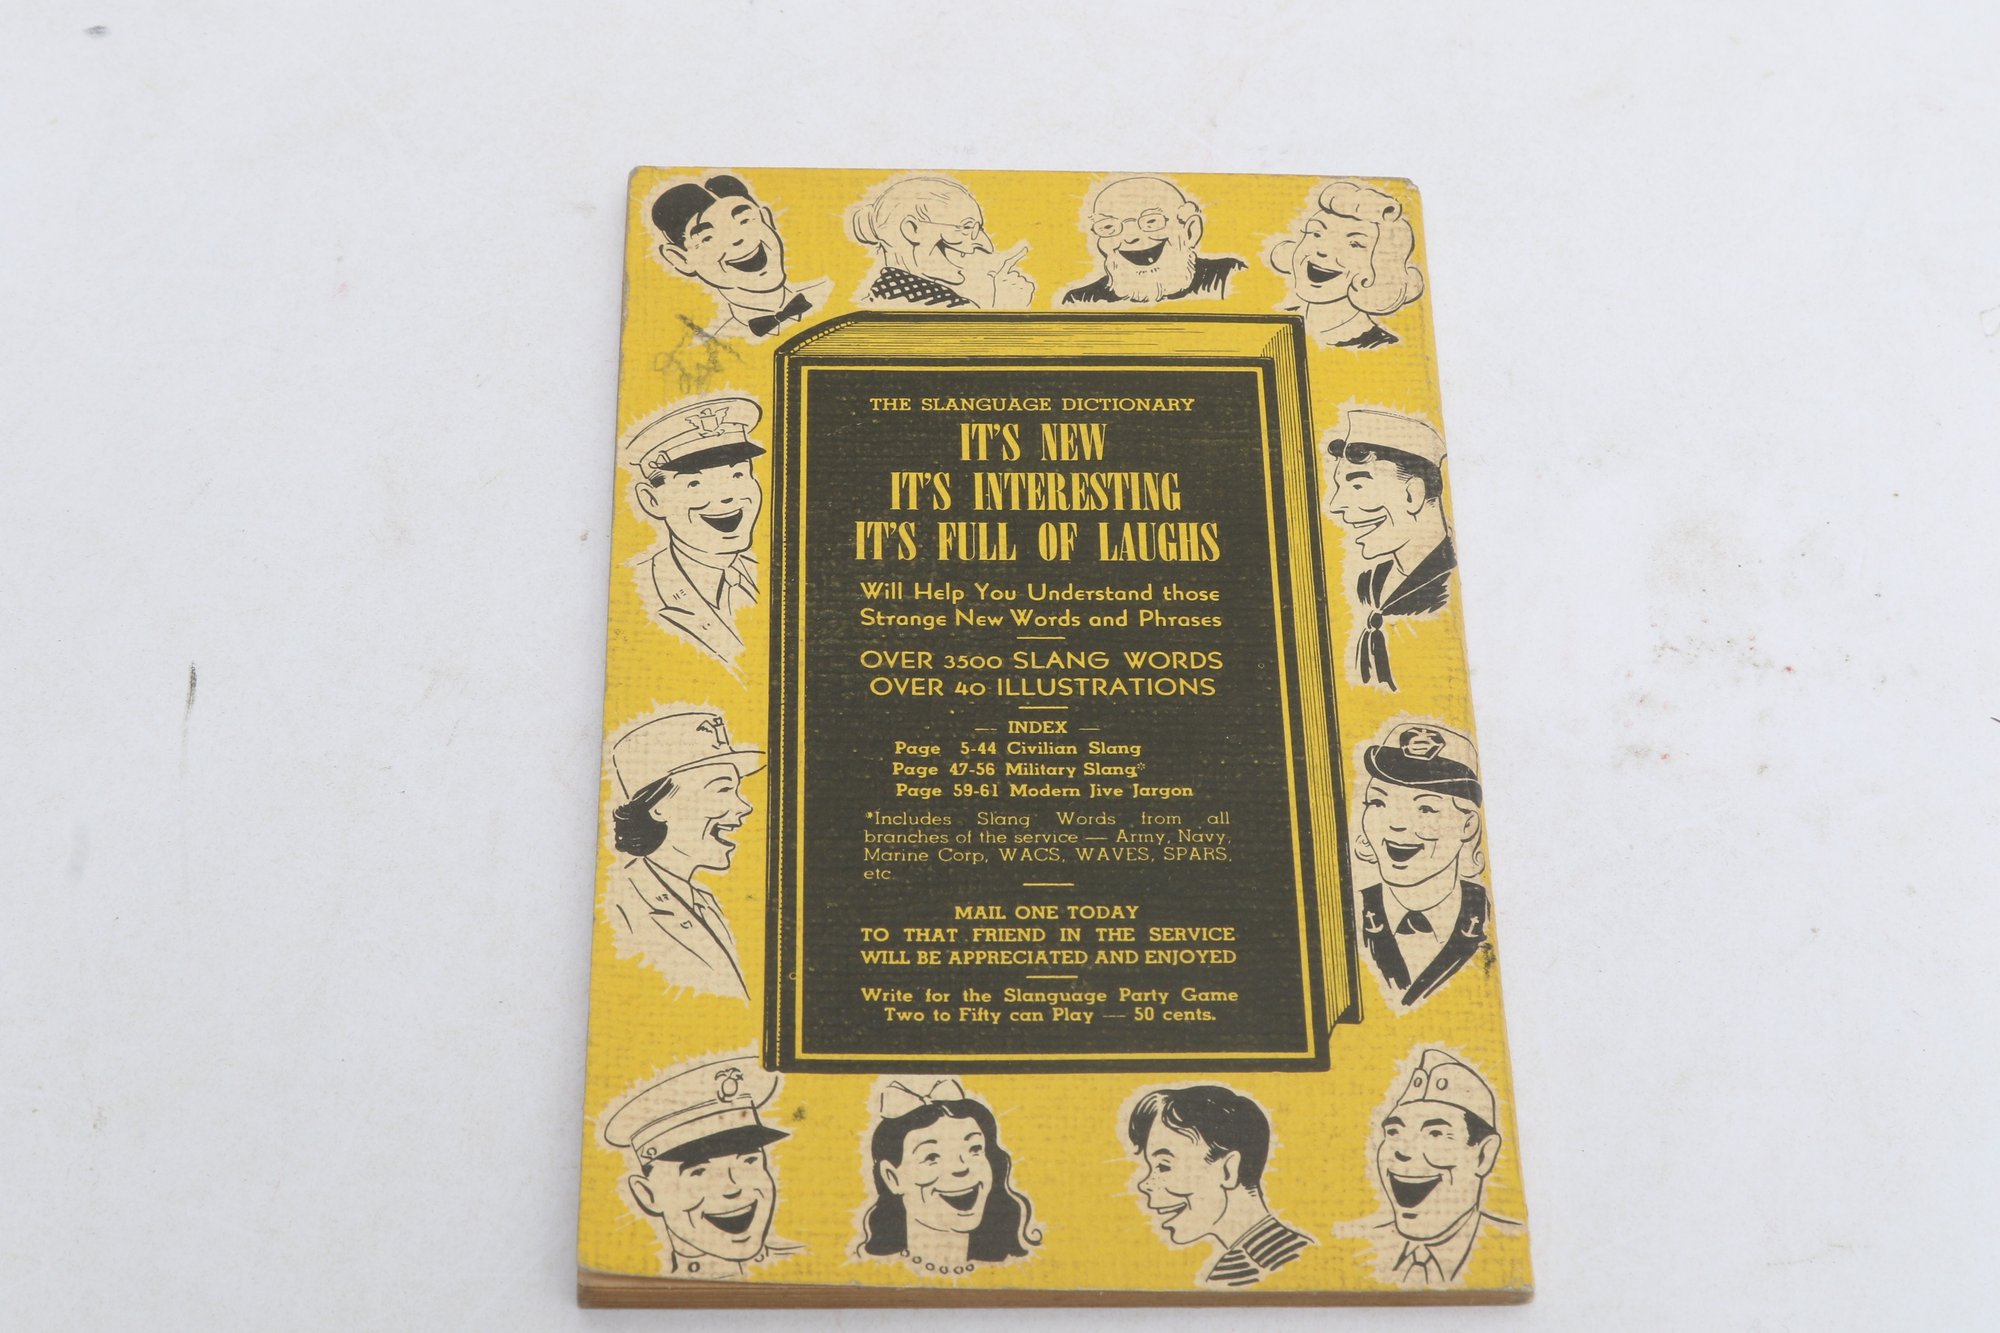 THE SLANGUAGE DICTIONARY
IT'S NEW
IT'S INTERESTING
IT'S FULL OF LAUGHS
Will Help You Understand those
Strange New Words and Phrases
OVER 3500 SLANG WORDS
OVER 40 ILLUSTRATIONS
— INDEX —
Page 5-44 Civilian Slang
Page 47-56 Military Slang*
Page 59-61 Modern Jive Jargon
*Includes Slang Words from all
branches of the service — Army, Navy,
Marine Corp, WACS, WAVES, SPARS,
etc.
MAIL ONE TODAY
TO THAT FRIEND IN THE SERVICE
WILL BE APPRECIATED AND ENJOYED
Write for the Slanguage Party Game
Two to Fifty can Play — 50 cents.